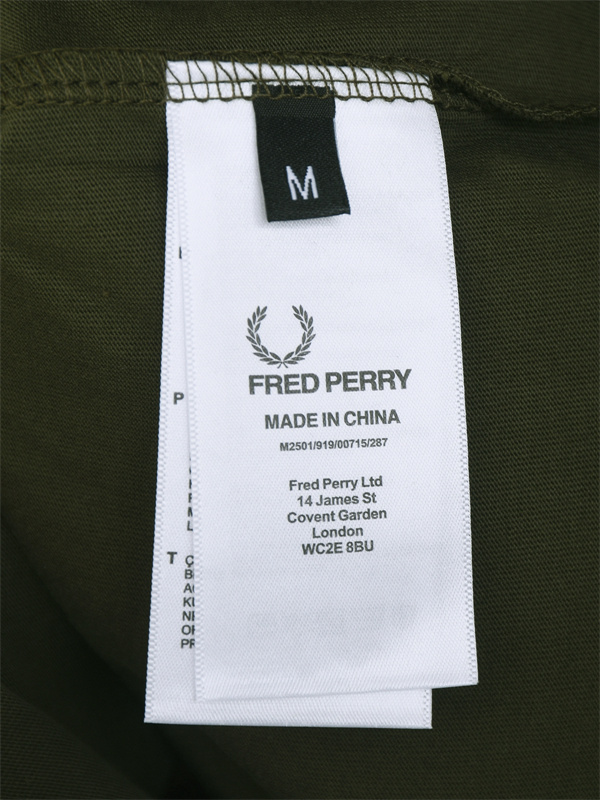 M
FRED PERRY
MADE IN CHINA
M2501/919/00715/287
Fred Perry Ltd
14 James St
Covent Garden
London
WC2E 8BU
P
T